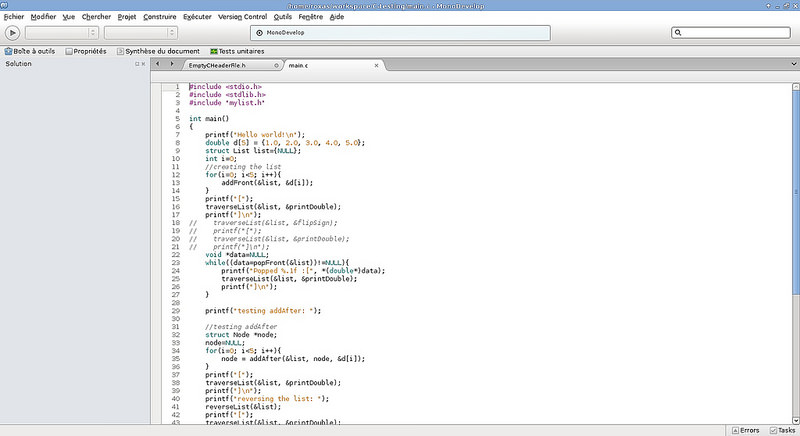 home roxas workspace C testing main.c - MonoDevelop
Fichier Modifier Vue Chercher Projet Construire Exécuter Version Control Outils Fenêtre Aide
MonoDevelop
Boîte à outils Propriétés Synthèse du document Tests unitaires
Solution
EmptyCHeaderFile.h main.c
1 #include <stdio.h>
2 #include <stdlib.h>
3 #include "mylist.h"
4
5 int main()
6 {
7 printf("Hello world!\n");
8 double d[5] = {1.0, 2.0, 3.0, 4.0, 5.0};
9 struct List list={NULL};
10 int i=0;
11 //creating the list
12 for(i=0; i<5; i++){
13 addFront(&list, &d[i]);
14 }
15 printf("[");
16 traverseList(&list, &printDouble);
17 printf("]\n");
18 // traverseList(&list, &flipSign);
19 // printf("[");
20 // traverseList(&list, &printDouble);
21 // printf("]\n");
22 void *data=NULL;
23 while((data=popFront(&list))!=NULL){
24 printf("Popped %.1f :[", *(double*)data);
25 traverseList(&list, &printDouble);
26 printf("]\n");
27 }
28
29 printf("testing addAfter: ");
30
31 //testing addAfter
32 struct Node *node;
33 node=NULL;
34 for(i=0; i<5; i++){
35 node = addAfter(&list, node, &d[i]);
36 }
37 printf("[");
38 traverseList(&list, &printDouble);
39 printf("]\n");
40 printf("reversing the list: ");
41 reverseList(&list);
42 printf("[");
43 traverseList(&list, &printDouble);
Errors Tasks